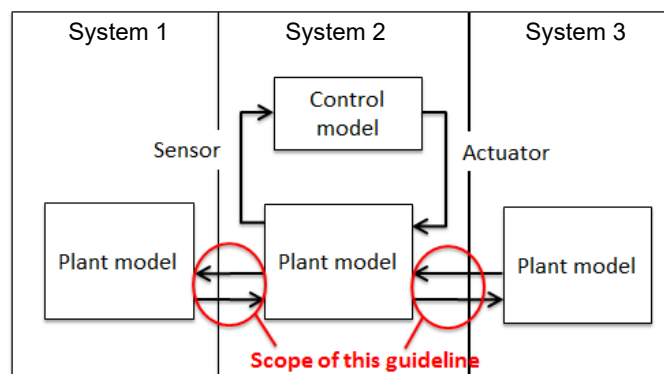 System 1
System 2
System 3
Control
model
Sensor
Actuator
Plant model
Plant model
Plant model
Scope of this guideline